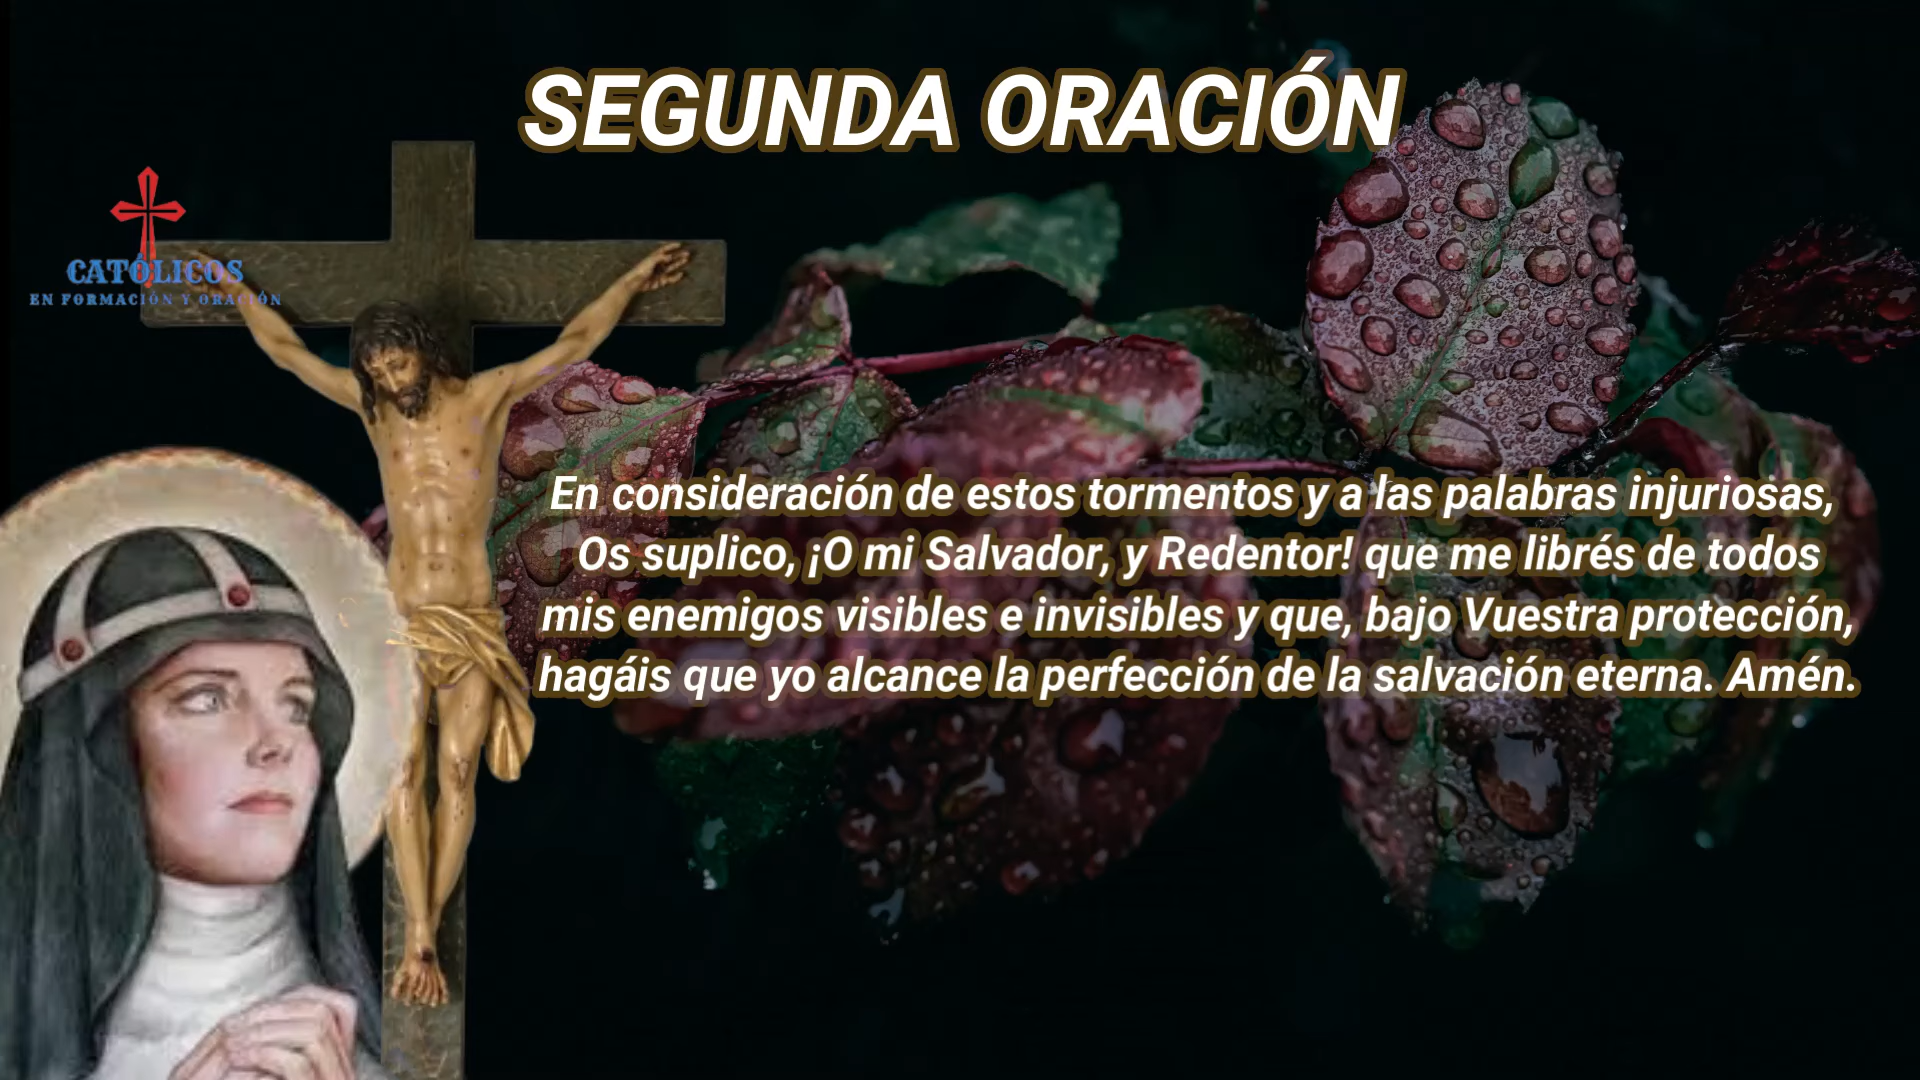 SEGUNDA ORACIÓN
CATÓLICOS
EN FORMACIÓN Y ORACIÓN
En consideración de estos tormentos y a las palabras injuriosas,
Os suplico, ¡O mi Salvador, y Redentor! que me librés de todos
mis enemigos visibles e invisibles y que, bajo Vuestra protección,
hagáis que yo alcance la perfección de la salvación eterna. Amén.